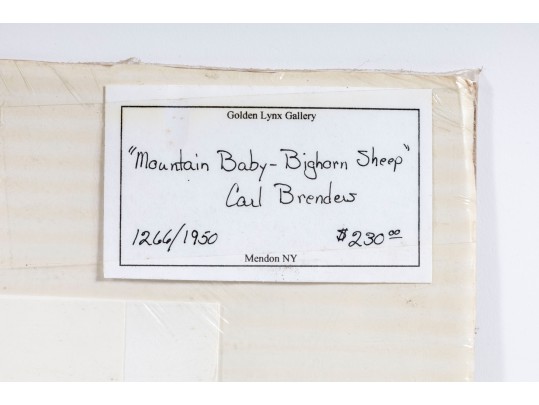 Golden Lynx Gallery
"Mountain Baby - Bighorn Sheep"
Carl Brenders
1266/1950 $230.00
Mendon NY